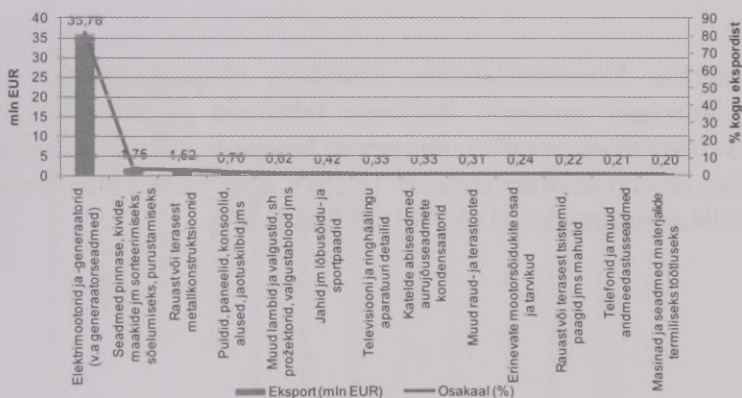 40
35
30
25
20
15
10
5
0
mln EUR
90
80
70
60
50
40
30
20
10
0
% kogu ekspordist
35,78
1,75
1,52
0,70
0,62
0,42
0,33
0,33
0,31
0,24
0,22
0,21
0,20
Elektrimootorid ja -generaatorid
(v.a generaatorseadmed)
Seadmed pinnase, kivide,
maakide jm sorteerimiseks,
sõelumiseks, purustamiseks
Rauast või terasest
metallkonstruktsioonid
Puldid, paneelid, konsoolid,
alused, jaotuskilbid jms
Muud lambid ja valgustid, sh
prožektorid, valgustablood jms
Jahid jm lõbusõidu- ja
sportpaadid
Televisiooni ja ringhäälingu
aparatuuri detailid
Katelde abiseadmed,
aurujõuseadmete
kondensaatorid
Muud raud- ja terastooted
Erinevate mootorsõidukite osad
ja tarvikud
Rauast või terasest tsisternid,
paagid jms mahutid
Telefonid ja muud
andmeedastusseadmed
Masinad ja seadmed materjalide
termiliseks töötluseks
Eksport (mln EUR)
Osakaal (%)